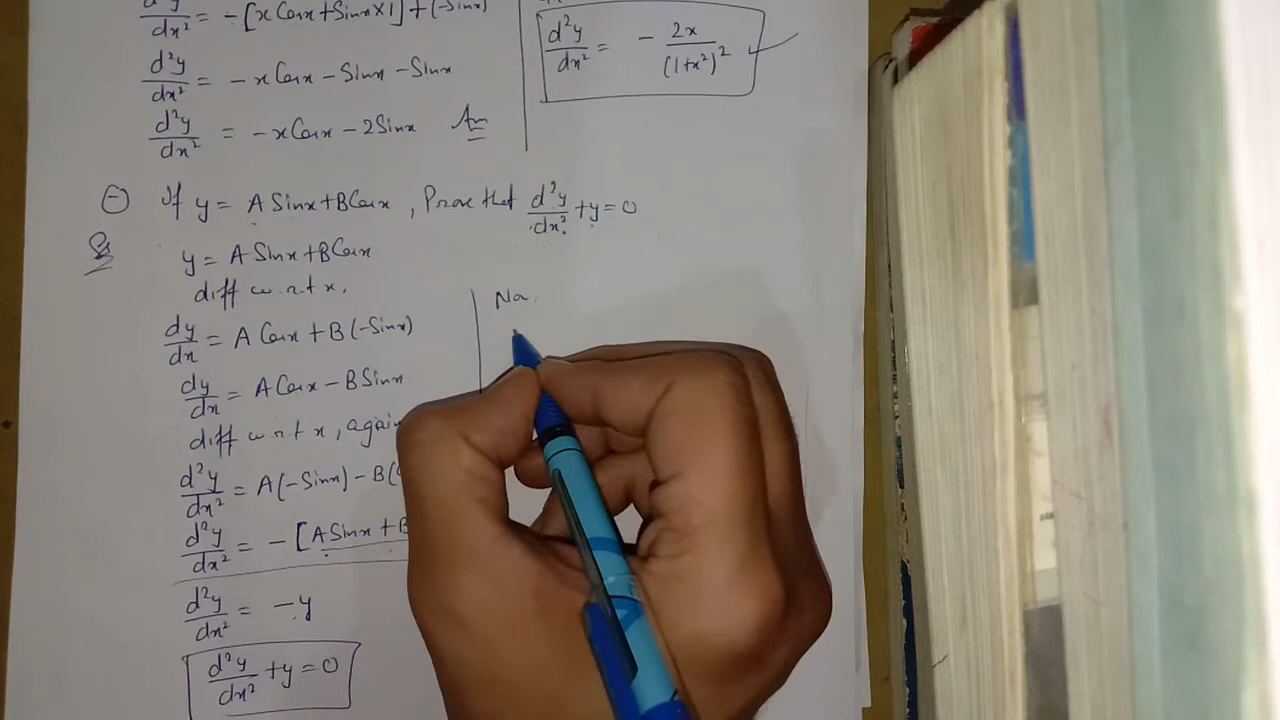 d²y/dx² = -[x Cosx + Sinx × 1] + (-Sinx)
d²y/dx² = -x Cosx - Sinx - Sinx
d²y/dx² = -x Cosx - 2Sinx Ans
d²y/dx² = - 2x/(1+x²)²
If y = A Sinx + B Cosx, Prove that d²y/dx² + y = 0
y = A Sinx + B Cosx
diff w.r.t x,
dy/dx = A Cosx + B(-Sinx)
dy/dx = A Cosx - B Sinx
diff w.r.t x, again
d²y/dx² = A(-Sinx) - B(
d²y/dx² = - [A Sinx + B
d²y/dx² = -y
d²y/dx² + y = 0